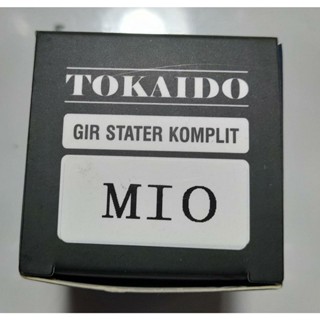 TOKAIDO
GIR STATER KOMPLIT
MIO